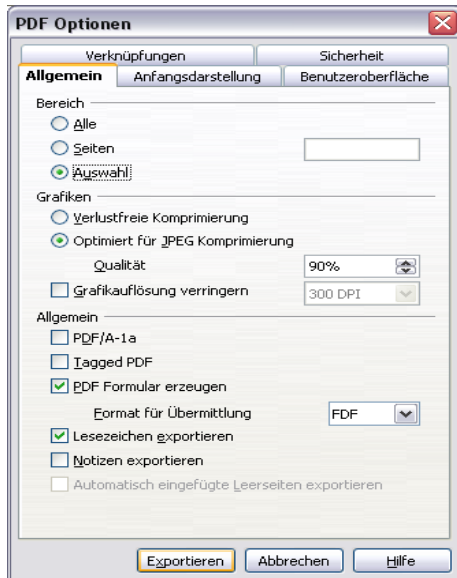 PDF Optionen
Verknüpfungen Sicherheit
Allgemein Anfangsdarstellung Benutzeroberfläche
Bereich
Alle
Seiten
Auswahl
Grafiken
Verlustfreie Komprimierung
Optimiert für JPEG Komprimierung
Qualität 90%
Grafikauflösung verringern 300 DPI
Allgemein
PDF/A-1a
Tagged PDF
PDF Formular erzeugen
Format für Übermittlung FDF
Lesezeichen exportieren
Notizen exportieren
Automatisch eingefügte Leerseiten exportieren
Exportieren Abbrechen Hilfe